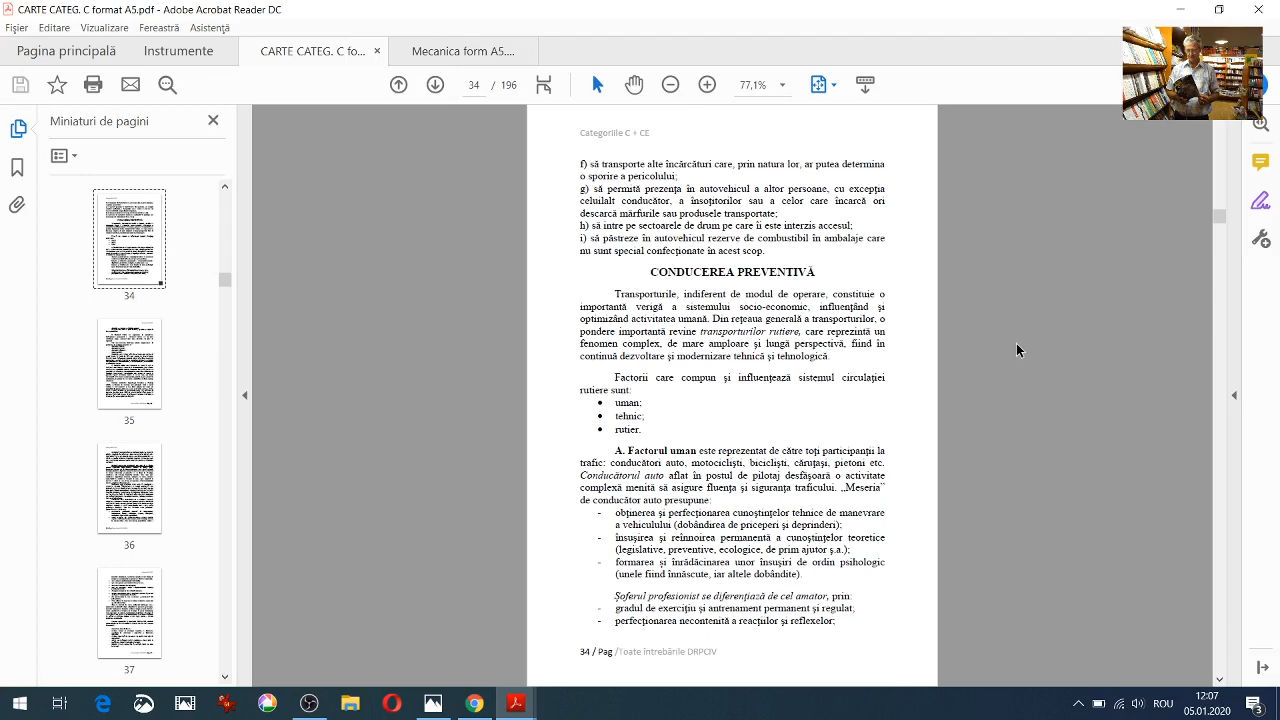 CARTE CATEG. C format A5.pdf - Adobe Acrobat Reader DC
Fișier Editare Vizualizare Fereastră Asistență
Pagina principală Instrumente CARTE CATEG. C fo... × Mecanica form A5....
34 / 196 77,1%
Miniaturi de pagini
34
35
36
37
Categoriile C + CE
f) să transporte alte încărcături care, prin natura lor, ar putea determina
o sporire a pericolului;
g) să permită prezența în autovehicul a altor persoane, cu excepția
celuilalt conducător, a însoțitorilor sau a celor care încarcă ori
descarcă mărfurile sau produsele transportate;
h) să intre pe sectoarele de drum pe care îi este interzis accesul;
i) să păstreze în autovehicul rezerve de combustibil în ambalaje care
nu sunt special confecționate în acest scop.
CONDUCEREA PREVENTIVĂ
Transporturile, indiferent de modul de operare, constituie o
importantă verigă a sistemului socio-economic, influențând și
optimizând activitatea umană. Din rețeaua generală a transporturilor, o
pondere importantă revine transporturilor rutiere, care reprezintă un
fenomen complex, de mare amploare și lungă perspectivă, fiind în
continuă dezvoltare și modernizare tehnică și tehnologică.
Factorii care compun și influențează sistemul circulației
rutiere sunt:
• uman;
• tehnic;
• rutier.
A. Factorul uman este reprezentat de către toți participanții la
trafic: conducători auto, motocicliști, bicicliști, căruțași, pietoni etc.
Conducătorul auto aflat în postul de pilotaj desfășoară o activitate
complexă menită să asigure fluența și siguranța traficului. „Meseria”
de conducător auto presupune:
- obținerea și perfecționarea cunoștințelor tehnice de manevrare
a vehiculului (dobândirea de priceperi și deprinderi);
- însușirea și reînnoirea permanentă a cunoștințelor teoretice
(legislative, preventive, ecologice, de prim ajutor ș.a.);
- formarea și înrădăcinarea unor însușiri de ordin psihologic
(unele fiind înnăscute, iar altele dobândite).
Șoferul profesionist se diferențiază de cel amator, prin:
- gradul de exercițiu și antrenament permanent și regulat;
- perfecționarea necontenită a reacțiilor și reflexelor;
34 / Pag /Toate întrebările DRPCIV
ROU
12:07
05.01.2020
3